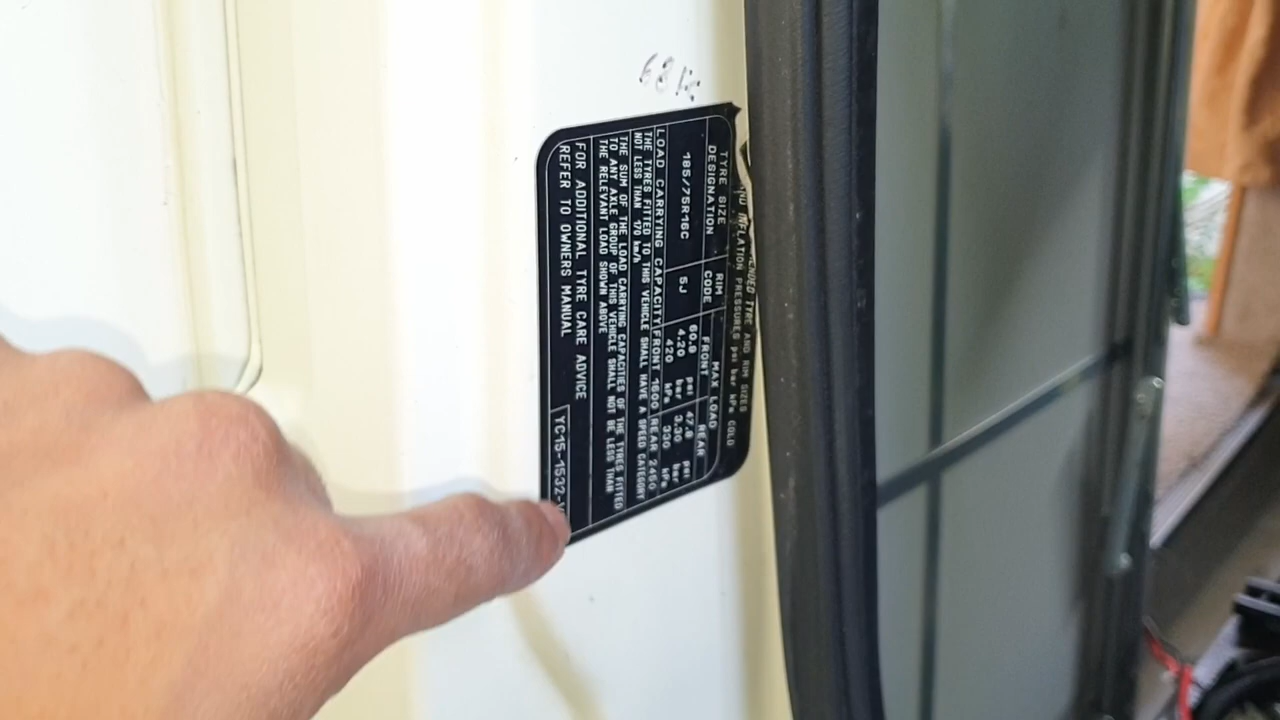 681
AND INFLATION PRESSURES psi bar kPa COLD
TYRE SIZE DESIGNATION
RIM CODE
MAX LOAD
FRONT
REAR
185/75R16C
5J
60.9 psi
47.8 psi
4.20 bar
3.30 bar
420 kPa
330 kPa
LOAD CARRYING CAPACITY FRONT 1600 REAR 2450
THE TYRES FITTED TO THIS VEHICLE SHALL HAVE A SPEED CATEGORY
NOT LESS THAN 170 km/h
THE SUM OF THE LOAD CARRYING CAPACITIES OF THE TYRES FITTED
TO ANY AXLE GROUP OF THIS VEHICLE SHALL NOT BE LESS THAN
THE RELEVANT LOAD SHOWN ABOVE
FOR ADDITIONAL TYRE CARE ADVICE
REFER TO OWNERS MANUAL
YC15-1532-